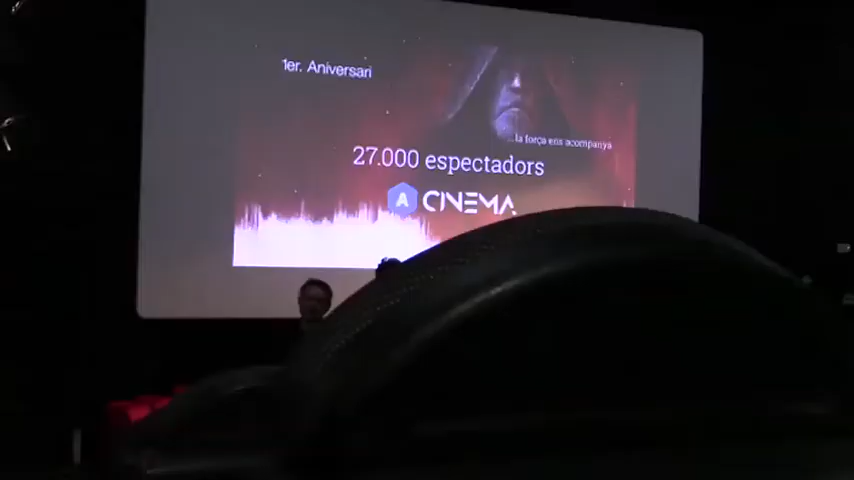 1er. Aniversari
...la força ens acompanya
27.000 espectadors
A CINEMA